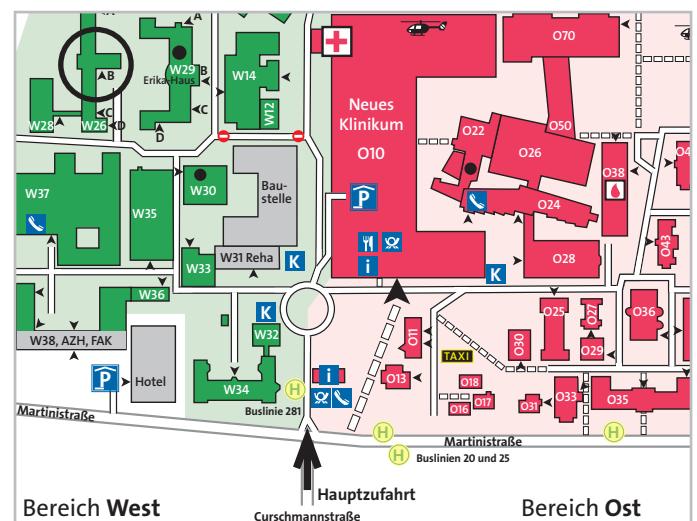 A
A
O70
B
W29
B
Erika-Haus
W14
Neues
Klinikum
O10
O22
O50
O26
C
C
W28
W26
D
D
W12
O38
W37
W35
W30
Bau-
stelle
P
O24
O43
W31 Reha
K
W33
i
O28
K
W36
K
W32
O25
O27
O36
W38, AZH, FAK
O11
O30
O29
TAXI
P
Hotel
i
O13
O18
W34
H
O16
O17
O31
O33
O35
Buslinie 281
Martinistraße
H
H
H
Martinistraße
Buslinien 20 und 25
Hauptzufahrt
Bereich West
Bereich Ost
Curschmannstraße